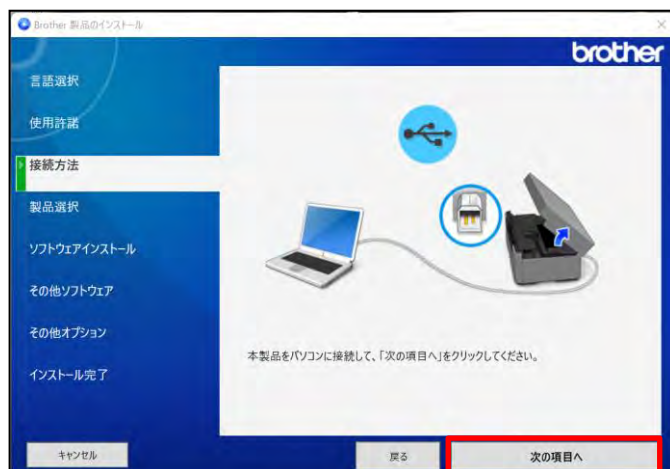 Brother 製品のインストール
brother
言語選択
使用許諾
接続方法
製品選択
ソフトウェアインストール
その他ソフトウェア
その他オプション
インストール完了
本製品をパソコンに接続して、「次の項目へ」をクリックしてください。
キャンセル
戻る
次の項目へ